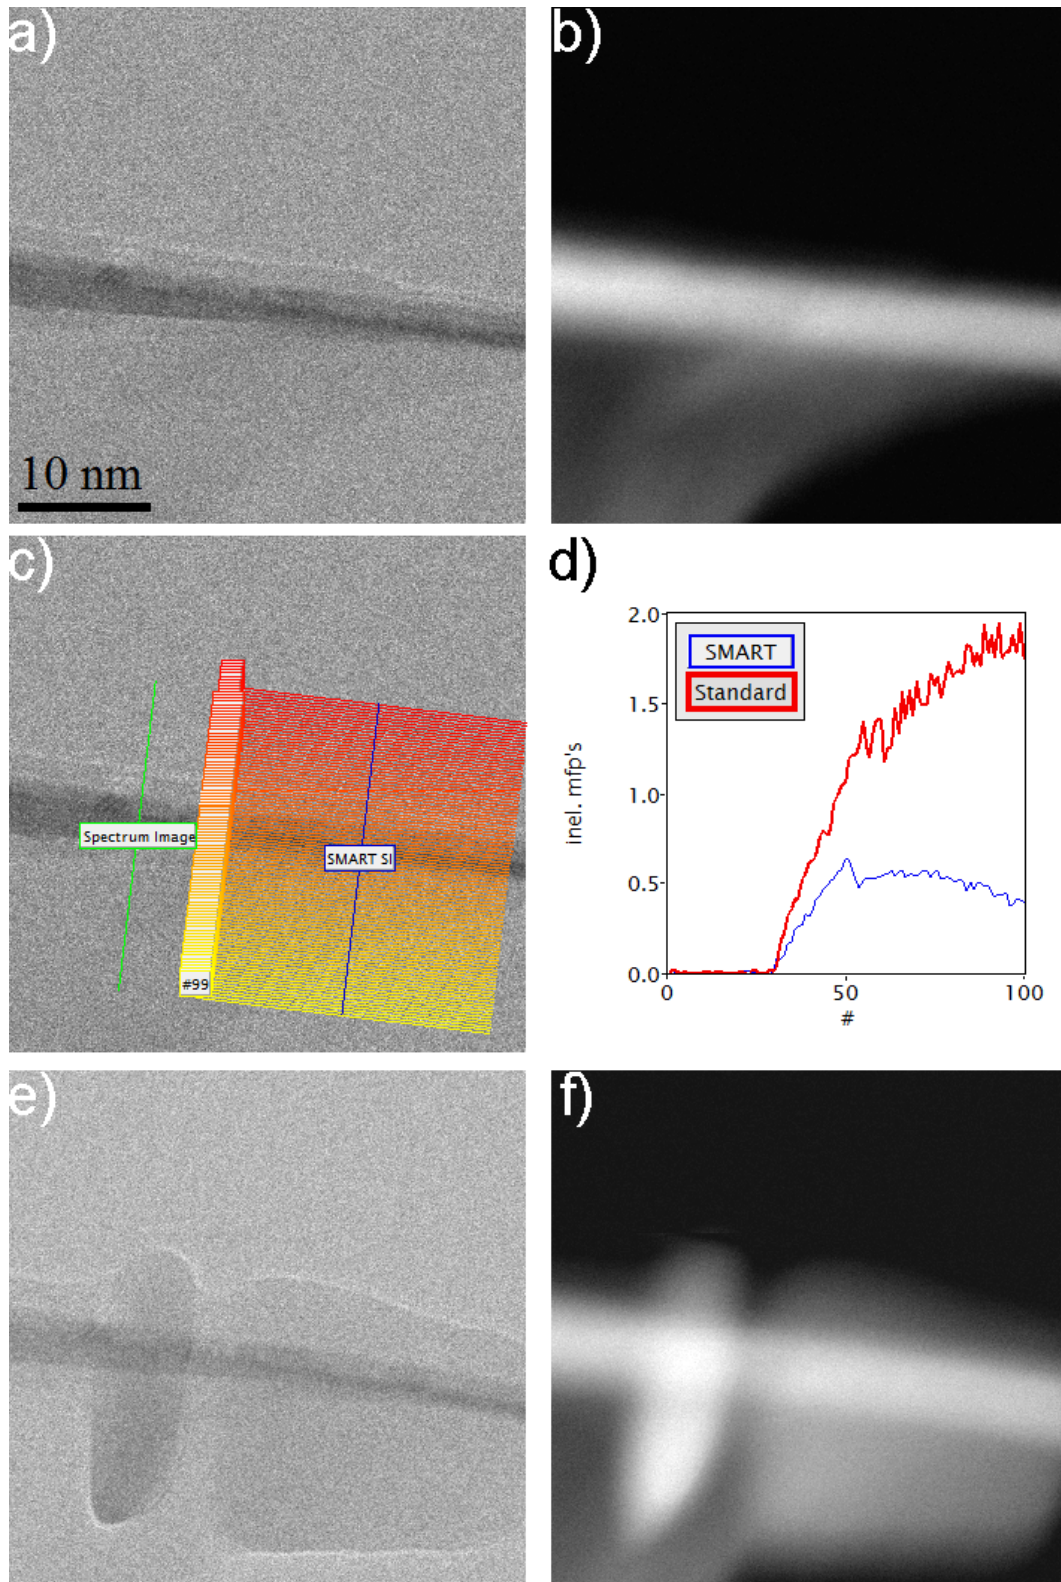 a)
b)
10 nm
c)
Spectrum Image
SMART SI
#99
d)
2.0
1.5
1.0
0.5
0.0
inel. mfp's
SMART
Standard
0
50
100
#
e)
f)